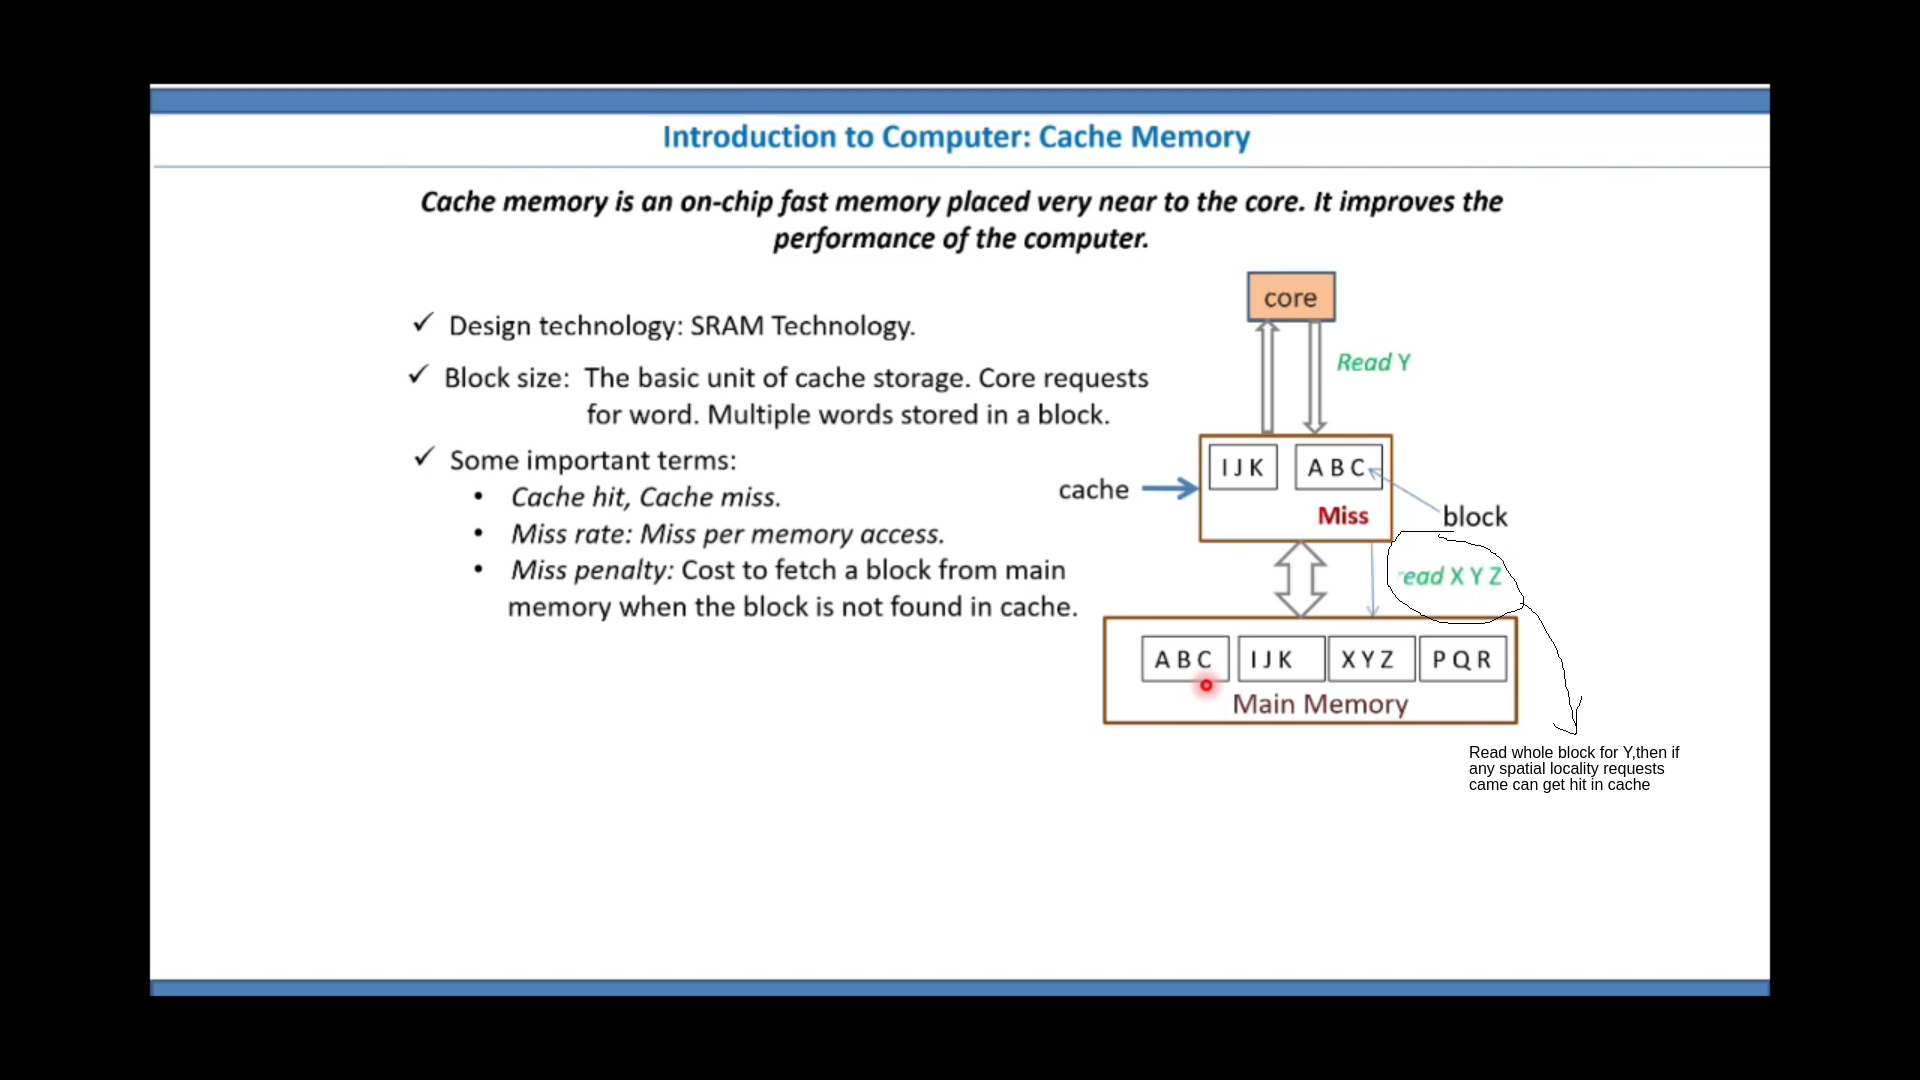 Introduction to Computer: Cache Memory
Cache memory is an on-chip fast memory placed very near to the core. It improves the
performance of the computer.
✓ Design technology: SRAM Technology.
✓ Block size: The basic unit of cache storage. Core requests
for word. Multiple words stored in a block.
✓ Some important terms:
• Cache hit, Cache miss.
• Miss rate: Miss per memory access.
• Miss penalty: Cost to fetch a block from main
memory when the block is not found in cache.
core
Read Y
I J K
A B C
cache
Miss
block
ead X Y Z
A B C
I J K
X Y Z
P Q R
Main Memory
Read whole block for Y,then if
any spatial locality requests
came can get hit in cache